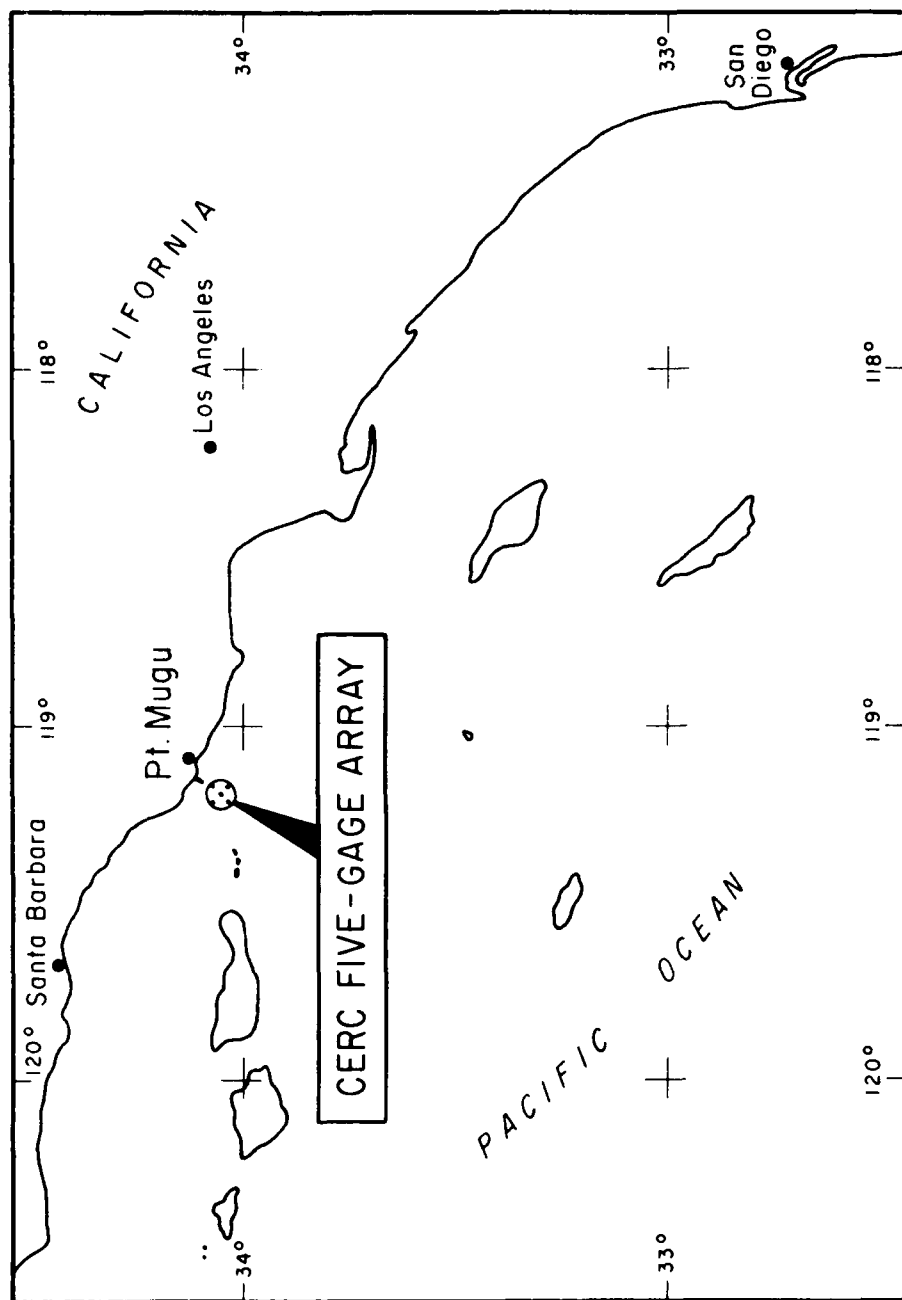 120°
119°
118°
Santa Barbara
Pt. Mugu
CALIFORNIA
Los Angeles
34°
34°
CERC FIVE-GAGE ARRAY
PACIFIC OCEAN
33°
33°
San
Diego
120°
118°